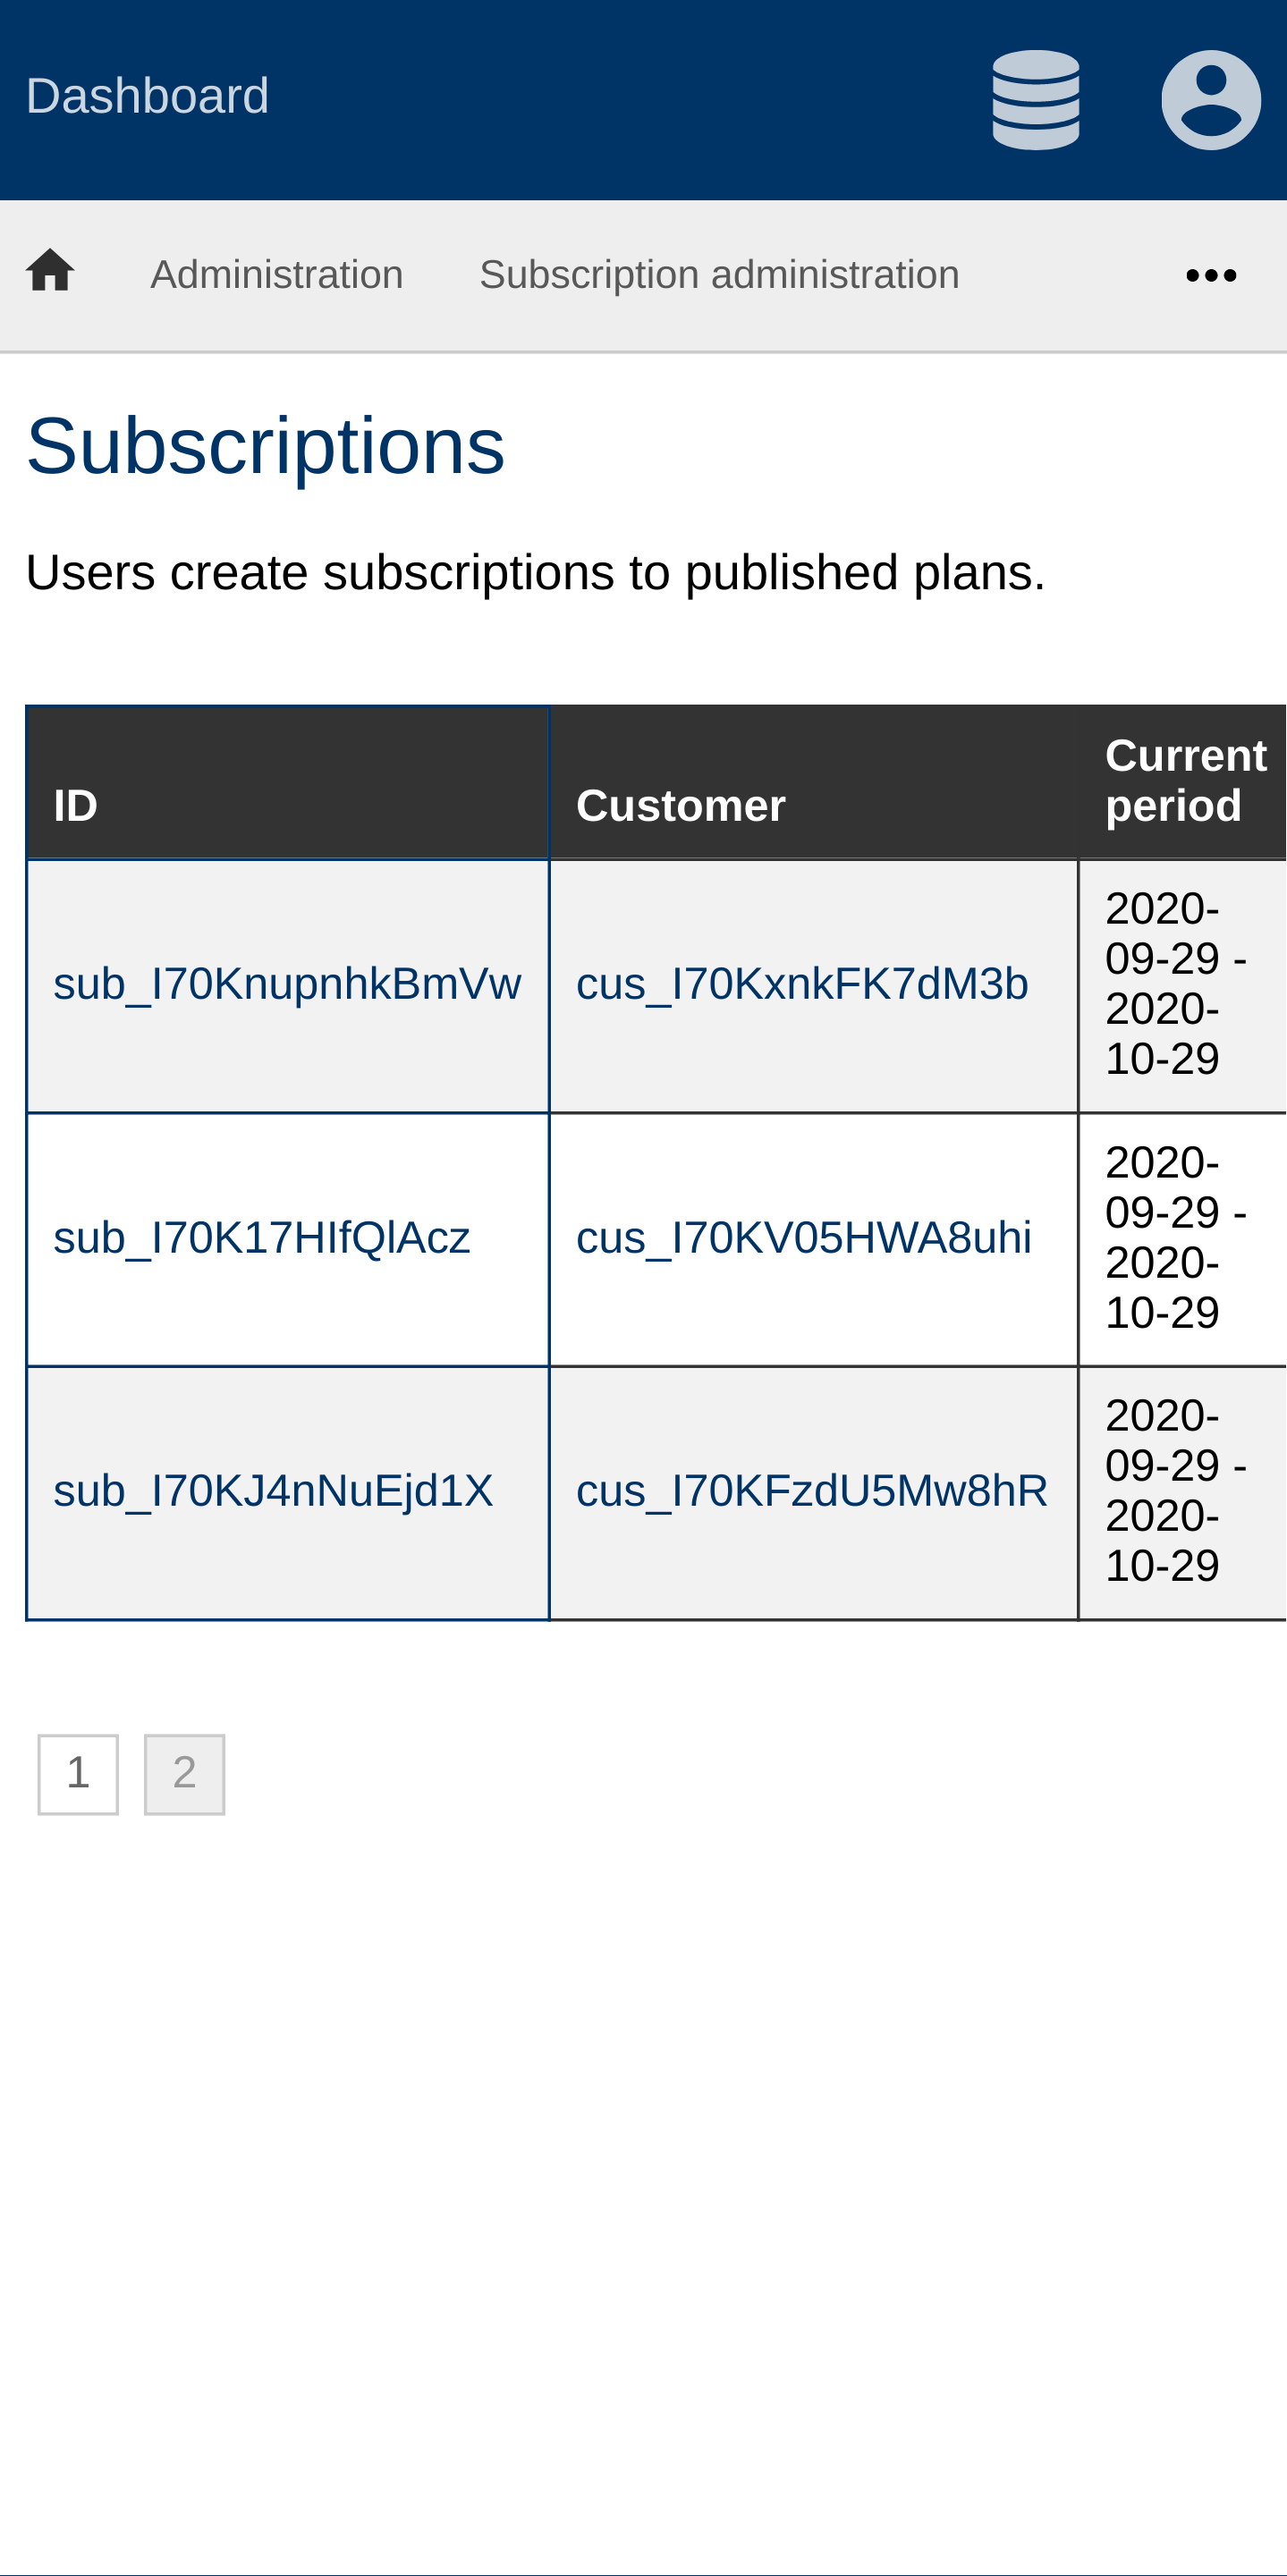 Dashboard
Administration Subscription administration
Subscriptions
Users create subscriptions to published plans.
ID Customer Current
period
sub_I70KnupnhkBmVw cus_I70KxnkFK7dM3b 2020-
09-29 -
2020-
10-29
sub_I70K17HIfQlAcz cus_I70KV05HWA8uhi 2020-
09-29 -
2020-
10-29
sub_I70KJ4nNuEjd1X cus_I70KFzdU5Mw8hR 2020-
09-29 -
2020-
10-29
1 2